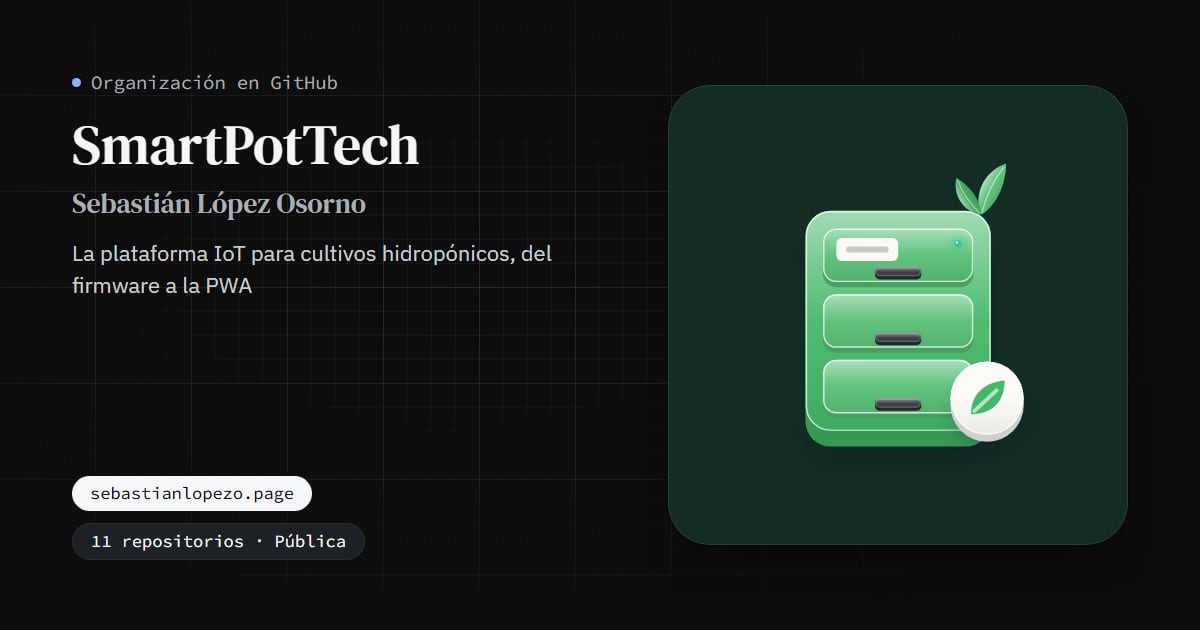 Organización en GitHub
SmartPotTech
Sebastián López Osorno
La plataforma IoT para cultivos hidropónicos, del
firmware a la PWA
sebastianlopezo.page
11 repositorios · Pública